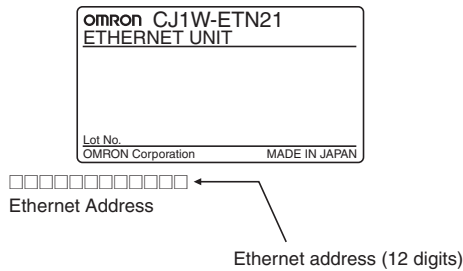 OMRON CJ1W-ETN21
ETHERNET UNIT
Lot No.
OMRON Corporation MADE IN JAPAN
□□□□□□□□□□□□
Ethernet Address
Ethernet address (12 digits)